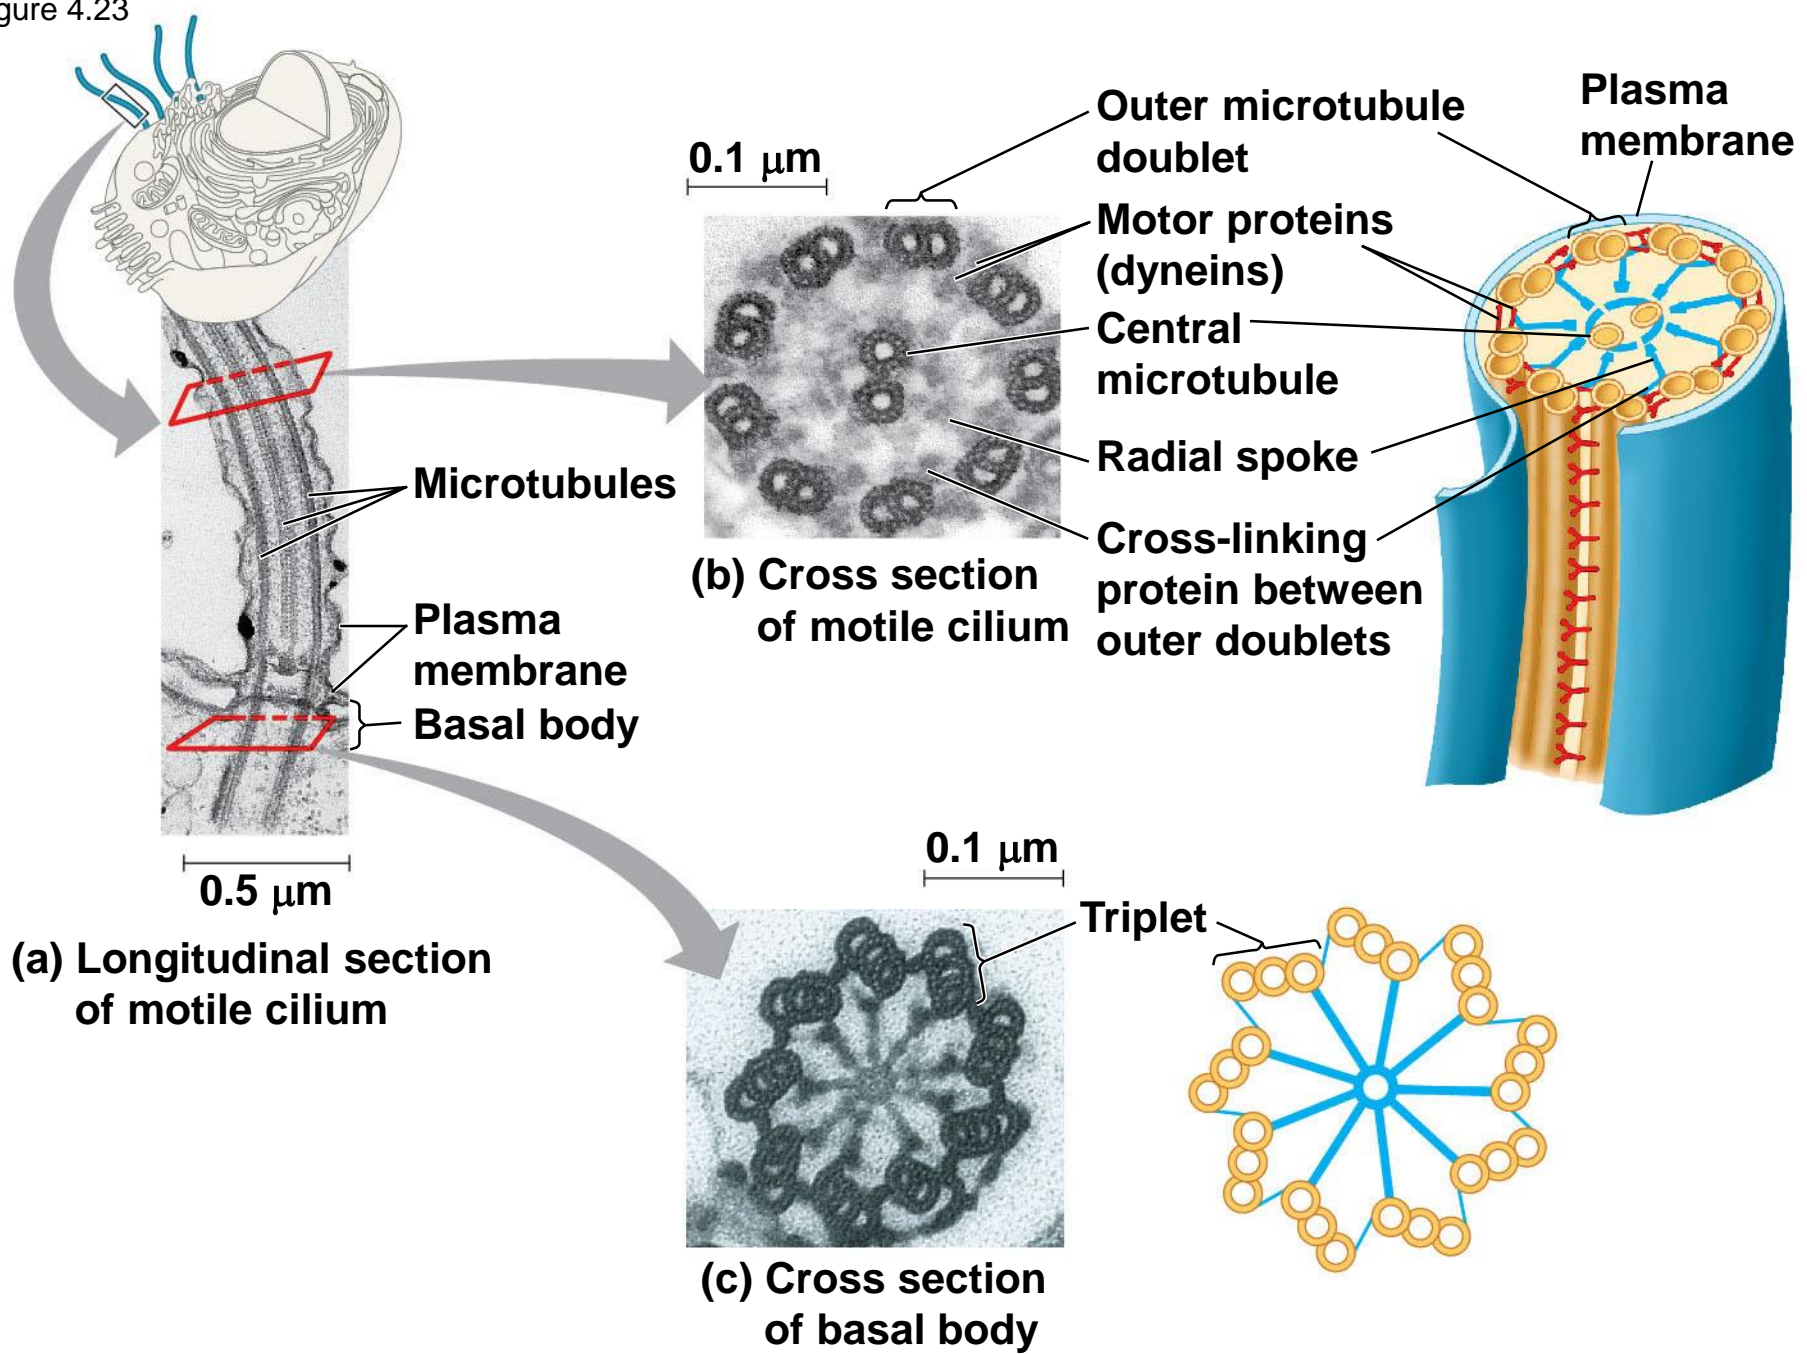 gure 4.23
Outer microtubule
doublet
Plasma
membrane
0.1 μm
Motor proteins
(dyneins)
Central
microtubule
Microtubules
Radial spoke
Cross-linking
protein between
outer doublets
(b) Cross section
of motile cilium
Plasma
membrane
Basal body
0.5 μm
(a) Longitudinal section
of motile cilium
0.1 μm
Triplet
(c) Cross section
of basal body